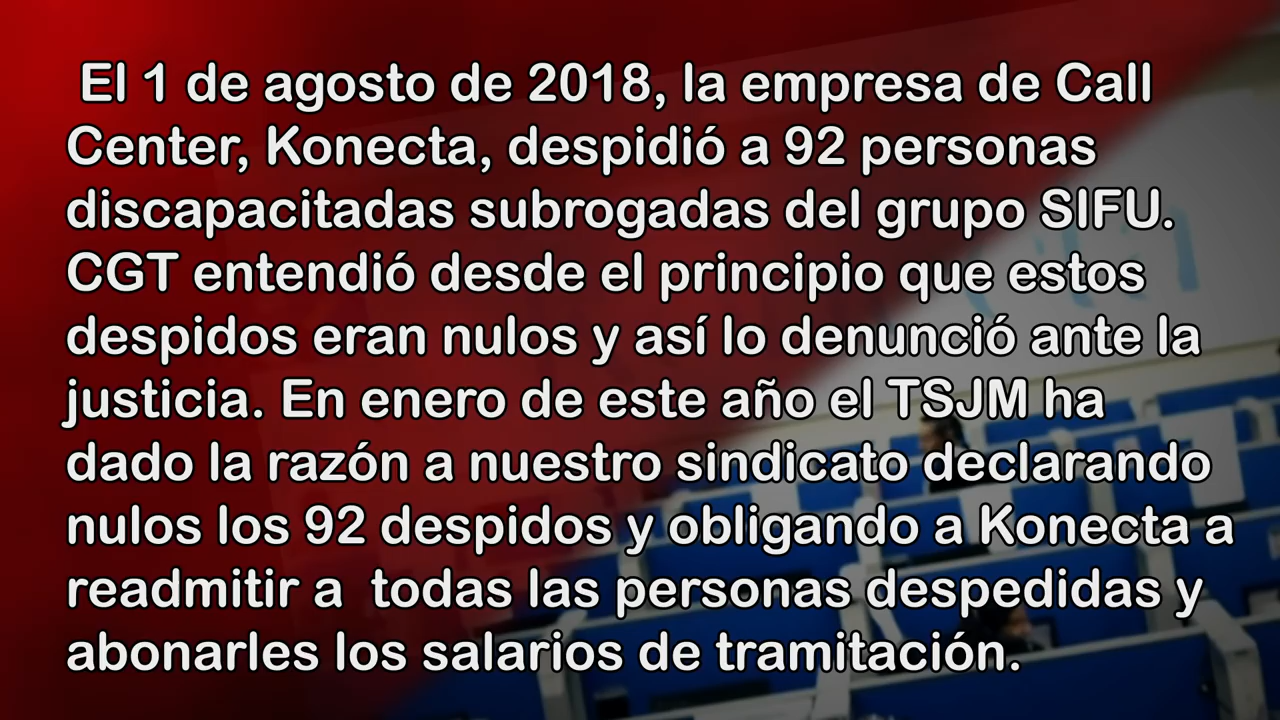 El 1 de agosto de 2018, la empresa de Call
Center, Konecta, despidió a 92 personas
discapacitadas subrogadas del grupo SIFU.
CGT entendió desde el principio que estos
despidos eran nulos y así lo denunció ante la
justicia. En enero de este año el TSJM ha
dado la razón a nuestro sindicato declarando
nulos los 92 despidos y obligando a Konecta a
readmitir a  todas las personas despedidas y
abonarles los salarios de tramitación.